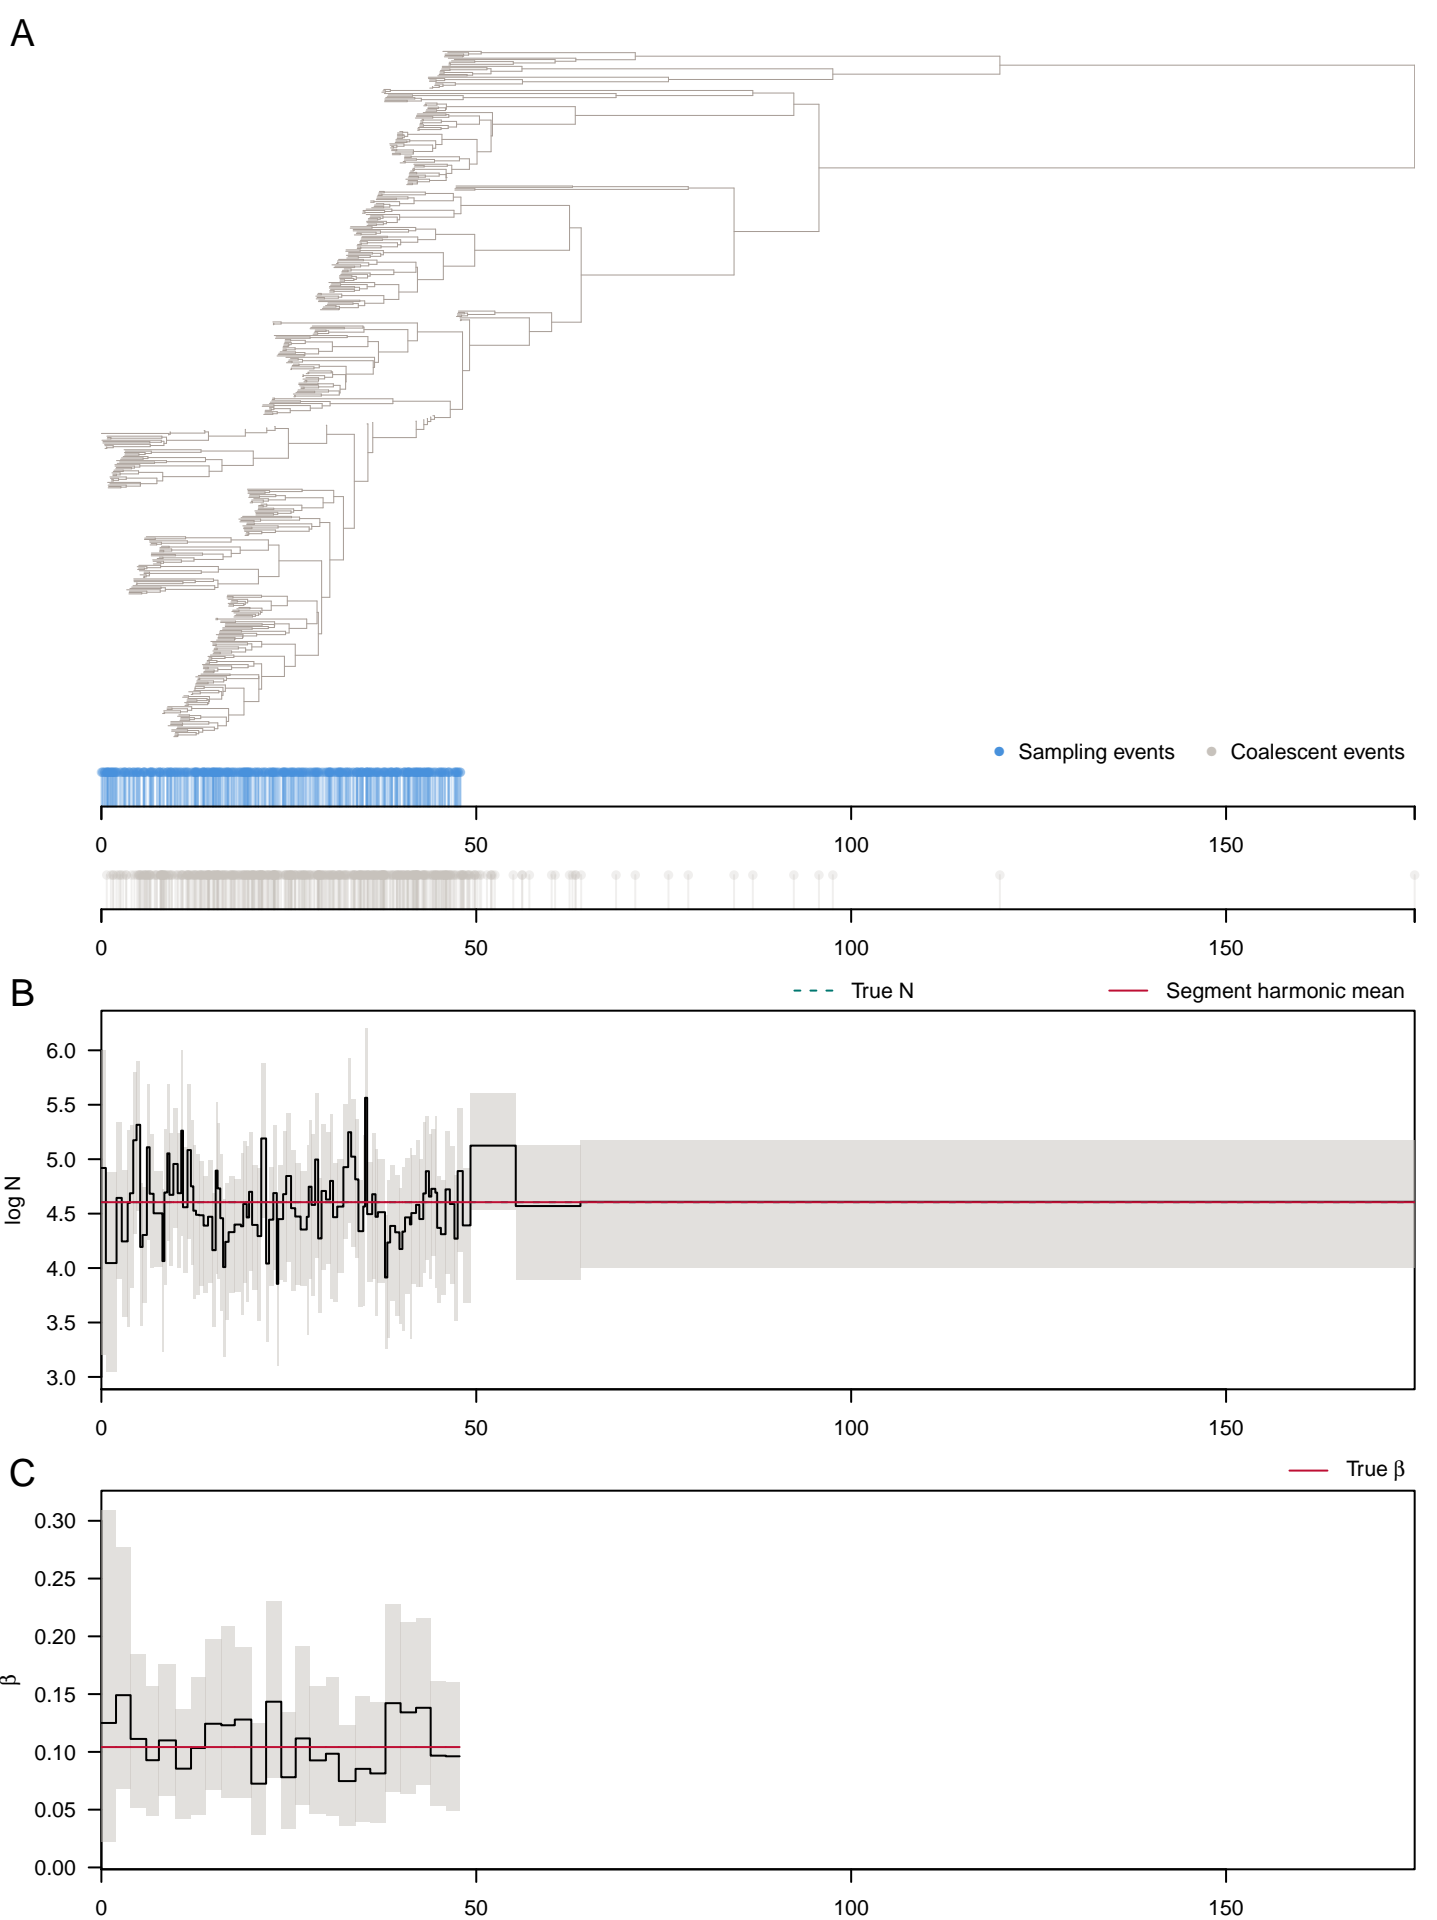 A
Sampling events Coalescent events
0 50 100 150
0 50 100 150
B
True N Segment harmonic mean
6.0
5.5
5.0
4.5
4.0
3.5
3.0
log N
0 50 100 150
C
True β
0.30
0.25
0.20
0.15
0.10
0.05
0.00
β
0 50 100 150